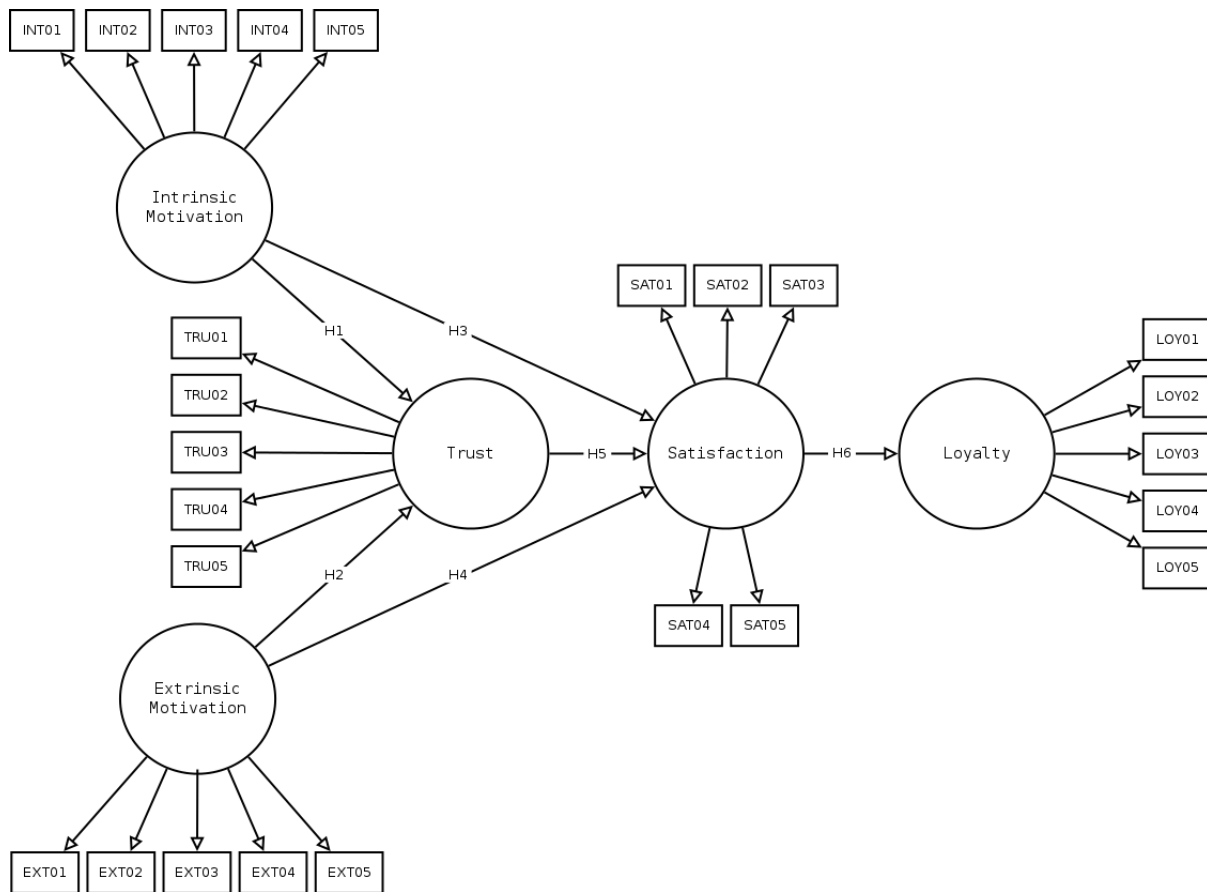 INT01 INT02 INT03 INT04 INT05
Intrinsic
Motivation
H1
H3
TRU01
TRU02
TRU03
TRU04
TRU05
Trust
H5
SAT01 SAT02 SAT03
Satisfaction
SAT04 SAT05
H6
Loyalty
LOY01
LOY02
LOY03
LOY04
LOY05
H2
H4
Extrinsic
Motivation
EXT01 EXT02 EXT03 EXT04 EXT05